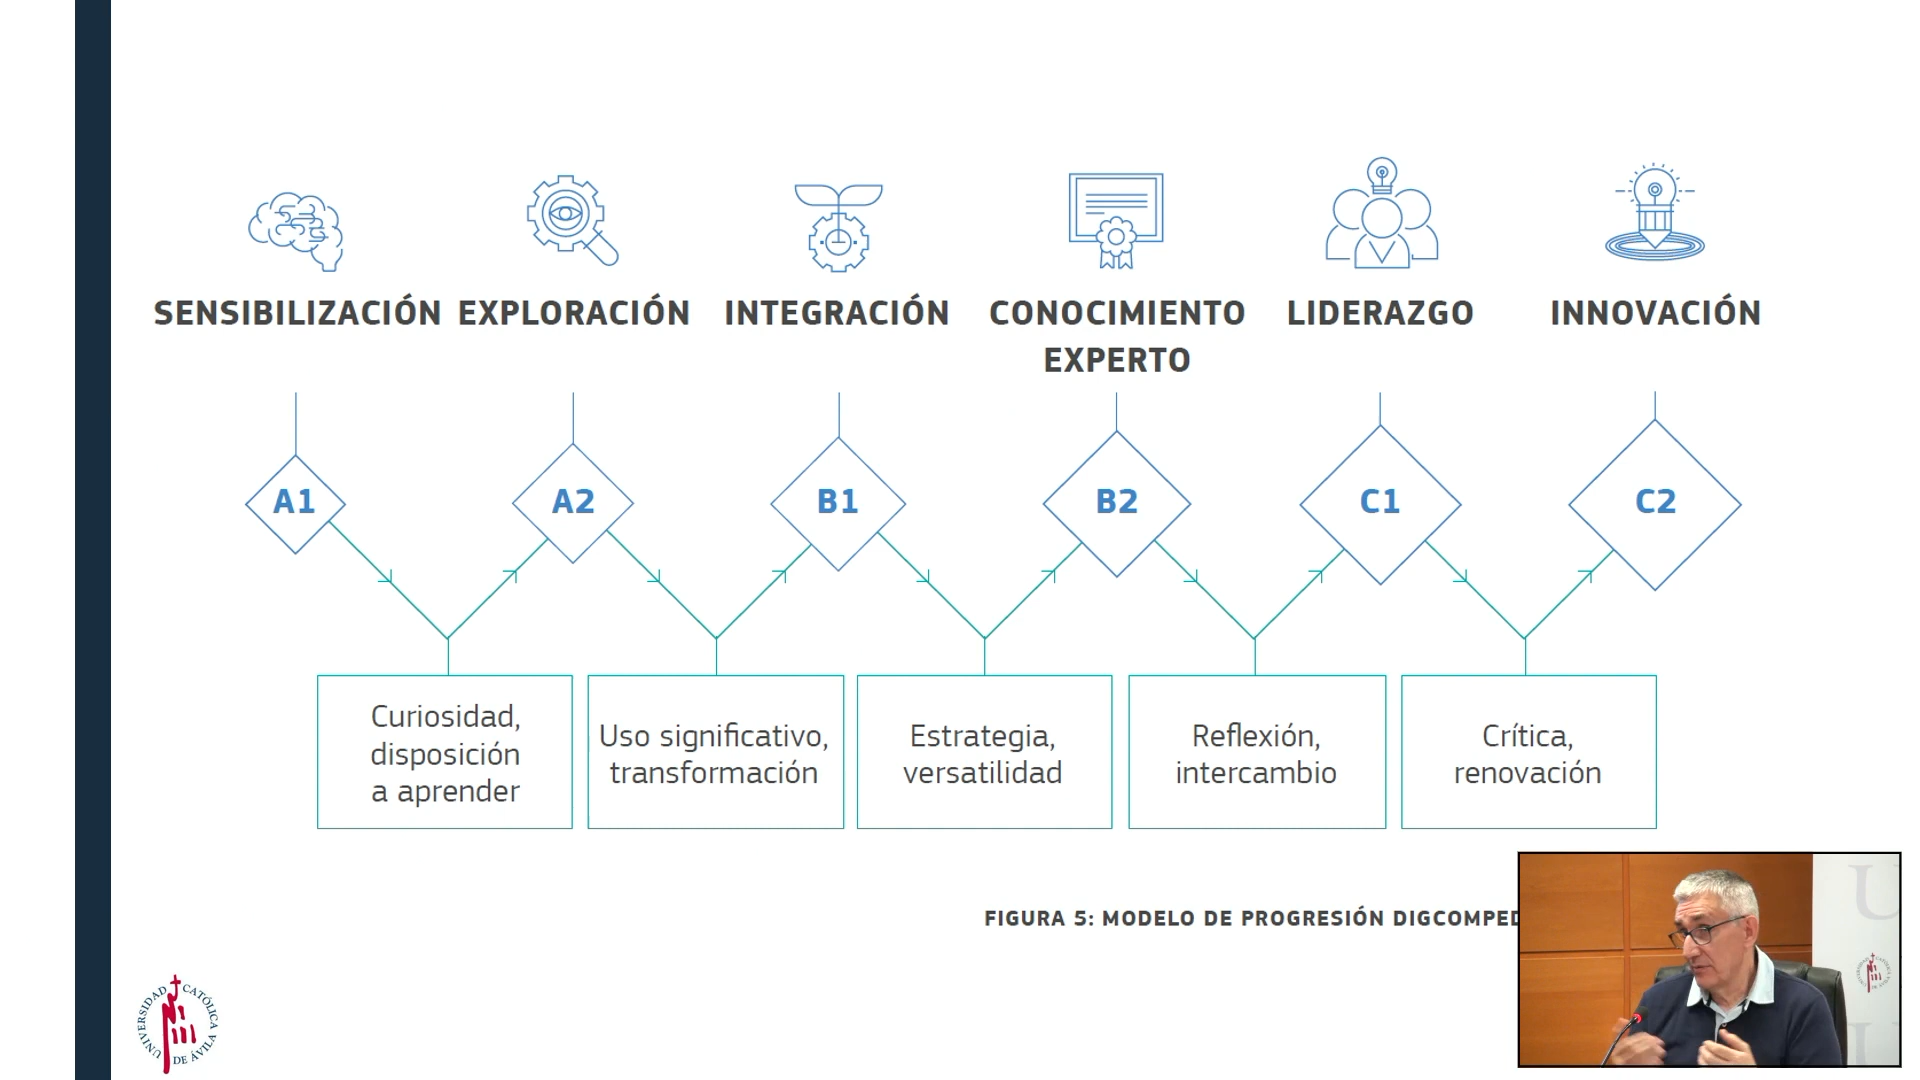 SENSIBILIZACIÓN EXPLORACIÓN INTEGRACIÓN CONOCIMIENTO LIDERAZGO INNOVACIÓN
EXPERTO
A1 A2 B1 B2 C1 C2
Curiosidad,
disposición
a aprender
Uso significativo,
transformación
Estrategia,
versatilidad
Reflexión,
intercambio
Crítica,
renovación
FIGURA 5: MODELO DE PROGRESIÓN DIGCOMPED
UNIVERSIDAD CATÓLICA DE ÁVILA
U